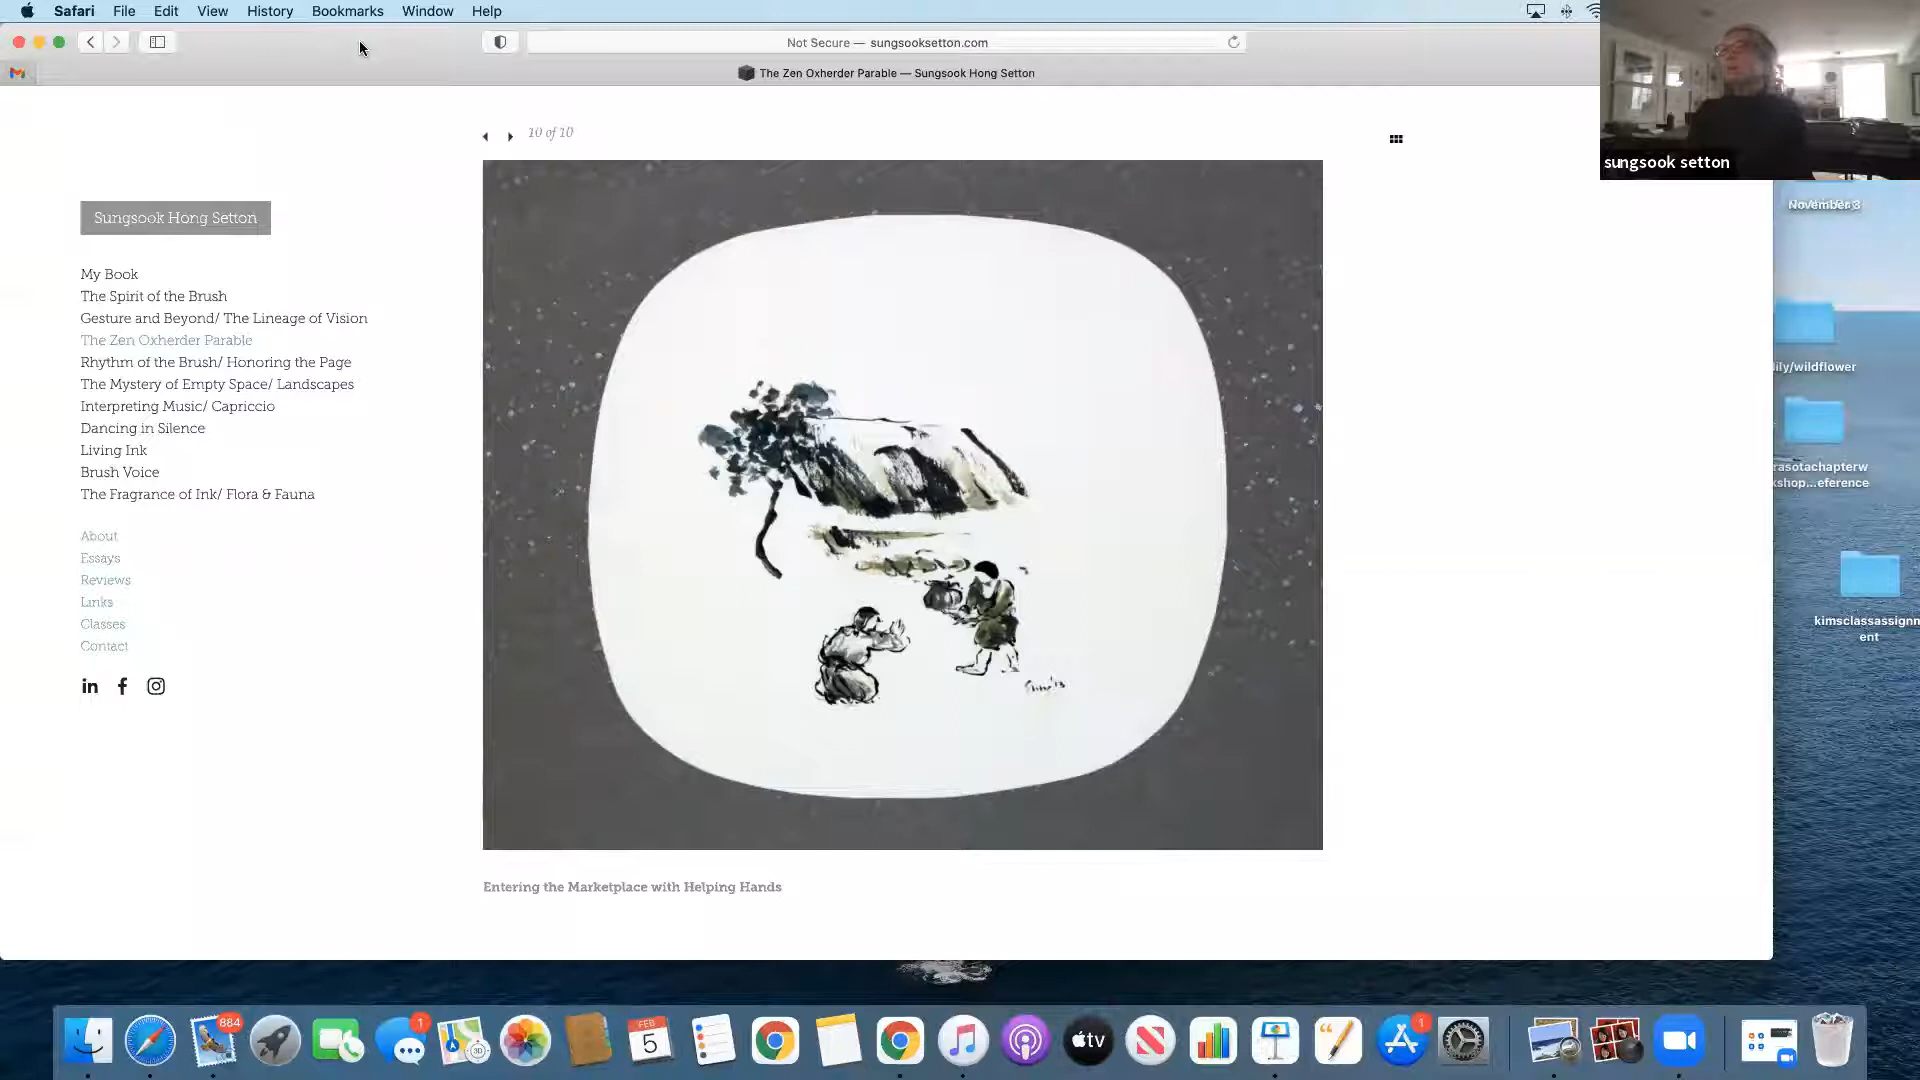 Safari File Edit View History Bookmarks Window Help
Not Secure — sungsooksetton.com
The Zen Oxherder Parable — Sungsook Hong Setton
sungsook setton
10 of 10
Sungsook Hong Setton
My Book
The Spirit of the Brush
Gesture and Beyond/ The Lineage of Vision
The Zen Oxherder Parable
Rhythm of the Brush/ Honoring the Page
The Mystery of Empty Space/ Landscapes
Interpreting Music/ Capriccio
Dancing in Silence
Living Ink
Brush Voice
The Fragrance of Ink/ Flora & Fauna
About
Essays
Reviews
Links
Classes
Contact
Entering the Marketplace with Helping Hands
lily/wildflower
rasotachapterw
kshop...eference
kimsclassassignm
ent
884
1
3D
FEB
5
tv
1